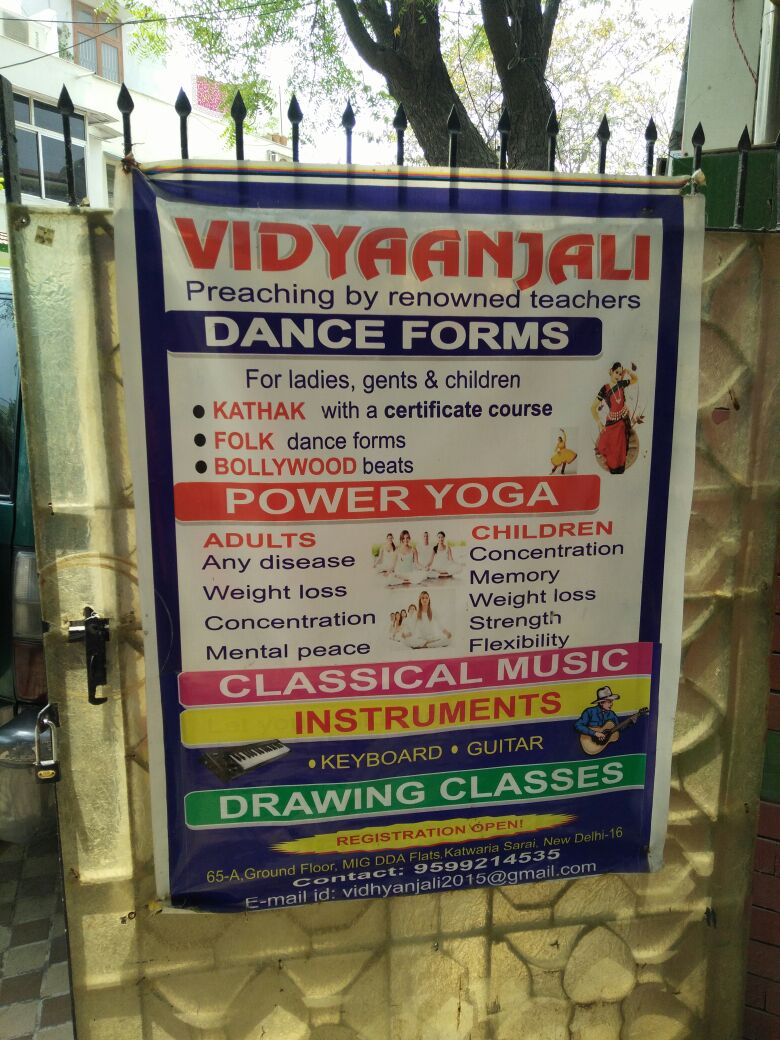 VIDYAANJALI
Preaching by renowned teachers
DANCE FORMS
For ladies, gents & children
• KATHAK with a certificate course
• FOLK dance forms
• BOLLYWOOD beats
POWER YOGA
ADULTS
Any disease
Weight loss
Concentration
Mental peace
CHILDREN
Concentration
Memory
Weight loss
Strength
Flexibility
CLASSICAL MUSIC
INSTRUMENTS
• KEYBOARD • GUITAR
DRAWING CLASSES
REGISTRATION OPEN!
65-A,Ground Floor, MIG DDA Flats,Katwaria Sarai, New Delhi-16
Contact: 9599214535
E-mail id: vidhyanjali2015@gmail.com